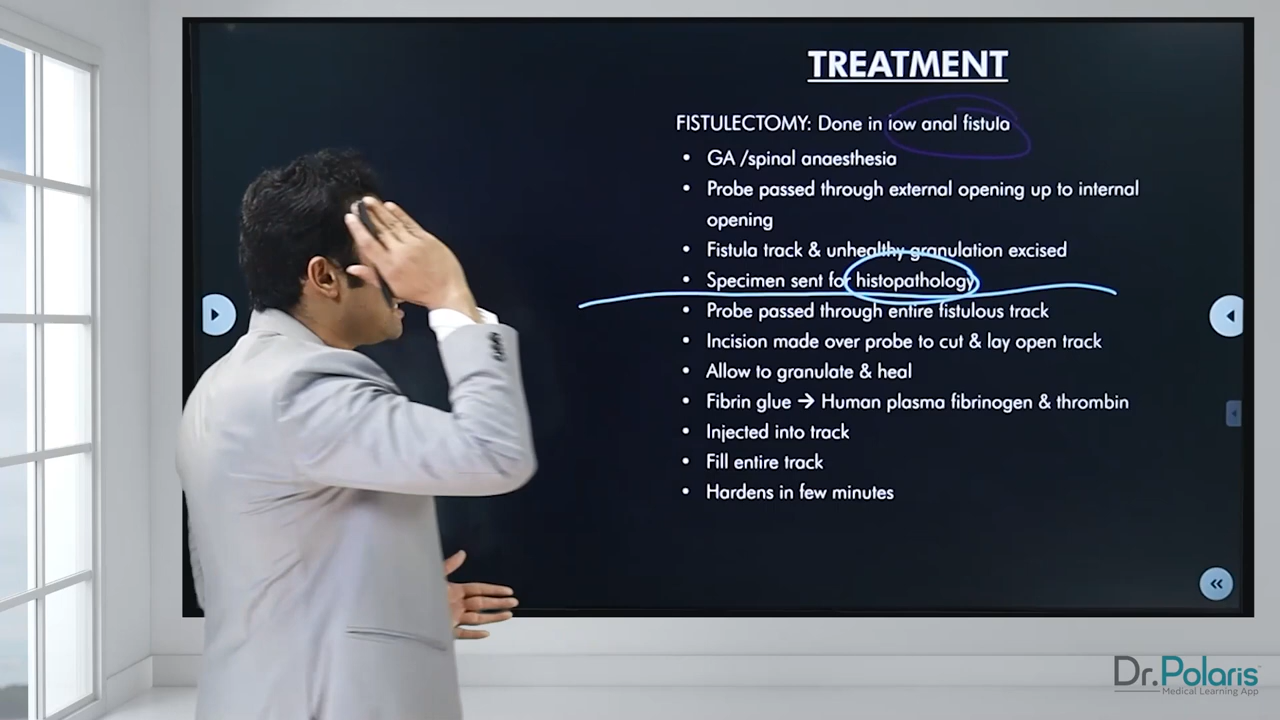 TREATMENT
FISTULECTOMY: Done in low anal fistula
• GA /spinal anaesthesia
• Probe passed through external opening up to internal
opening
• Fistula track & unhealthy granulation excised
• Specimen sent for histopathology
• Probe passed through entire fistulous track
• Incision made over probe to cut & lay open track
• Allow to granulate & heal
• Fibrin glue → Human plasma fibrinogen & thrombin
• Injected into track
• Fill entire track
• Hardens in few minutes
Dr.Polaris
Medical Learning App